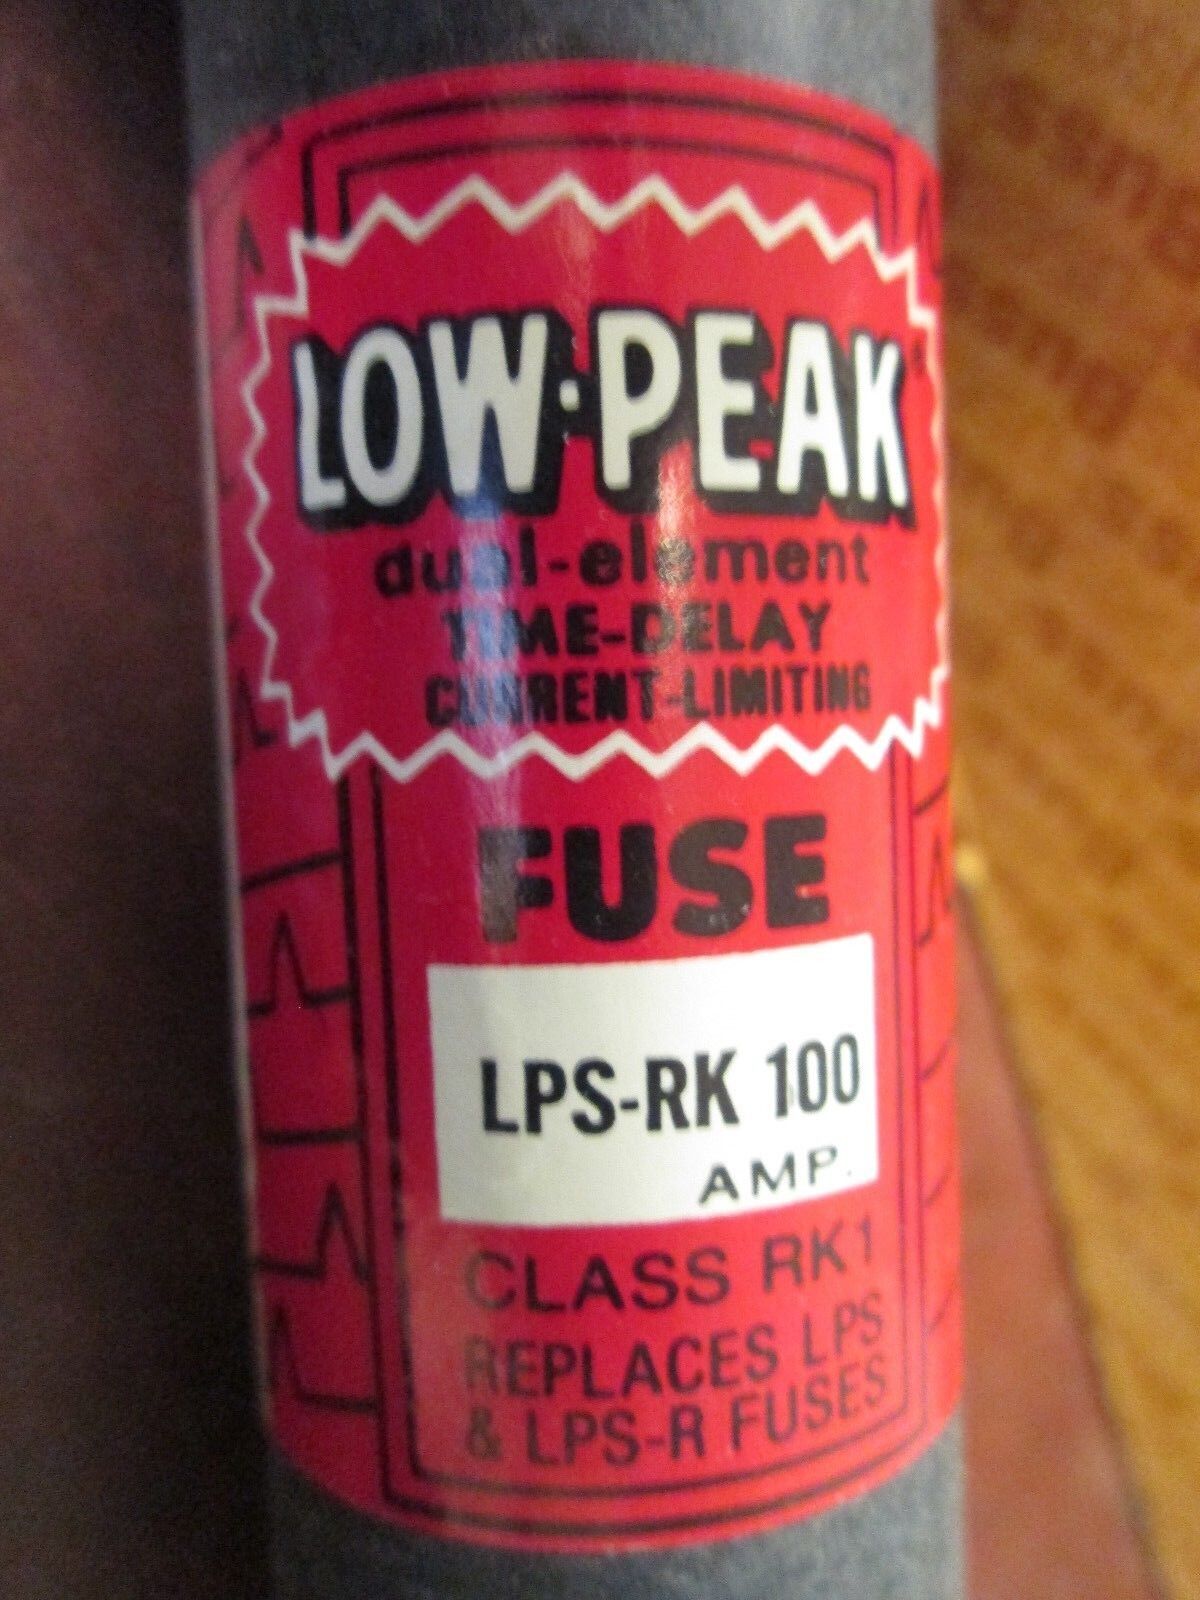 LOW-PEAK
dual-element
TIME-DELAY
CURRENT-LIMITING
FUSE
LPS-RK 100
AMP.
CLASS RK1
REPLACES LPS
& LPS-R FUSES